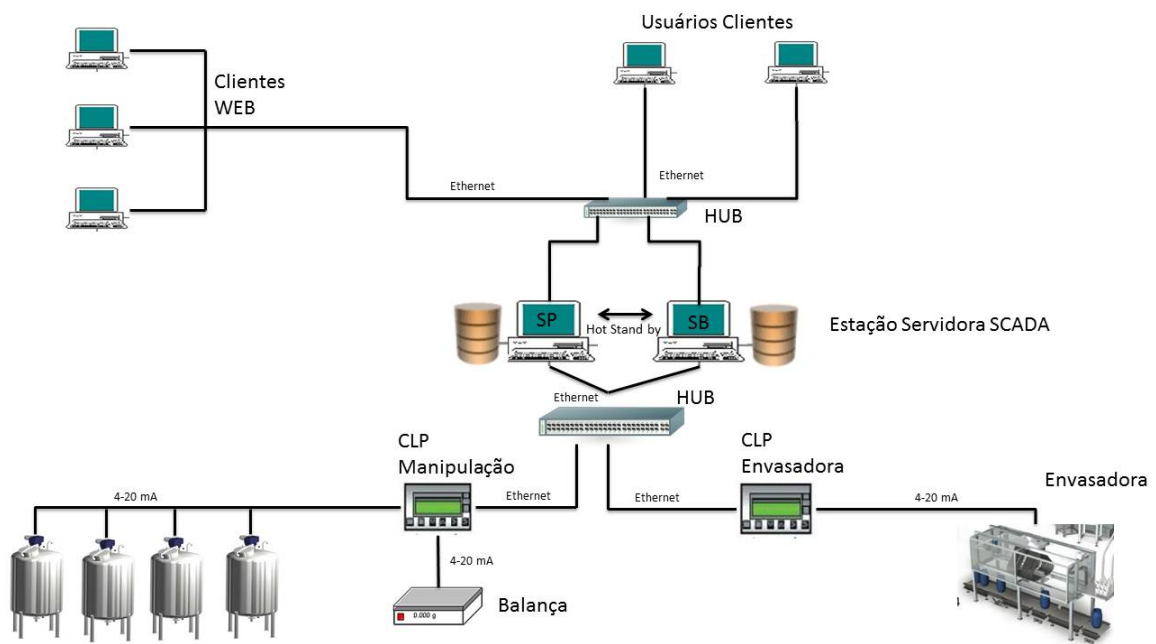 Usuários Clientes
Clientes
WEB
Ethernet
Ethernet
HUB
SP
Hot Stand by
SB
Estação Servidora SCADA
Ethernet
HUB
CLP
Manipulação
CLP
Envasadora
Envasadora
4-20 mA
Ethernet
Ethernet
4-20 mA
4-20 mA
0.000 g
Balança